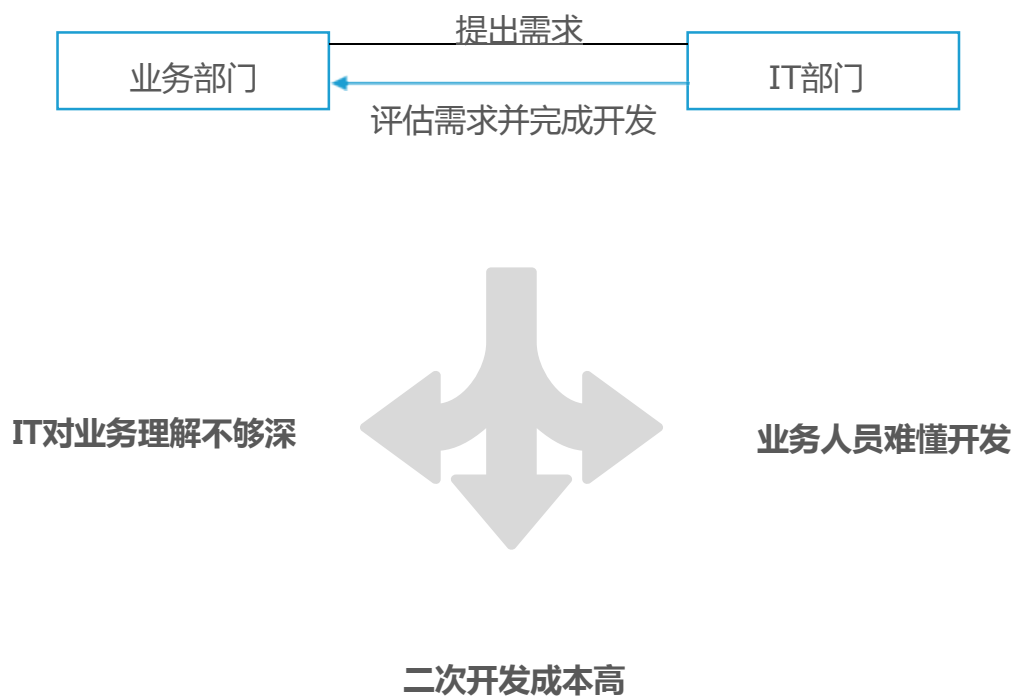 提出需求
业务部门
IT部门
评估需求并完成开发
IT对业务理解不够深
业务人员难懂开发
二次开发成本高